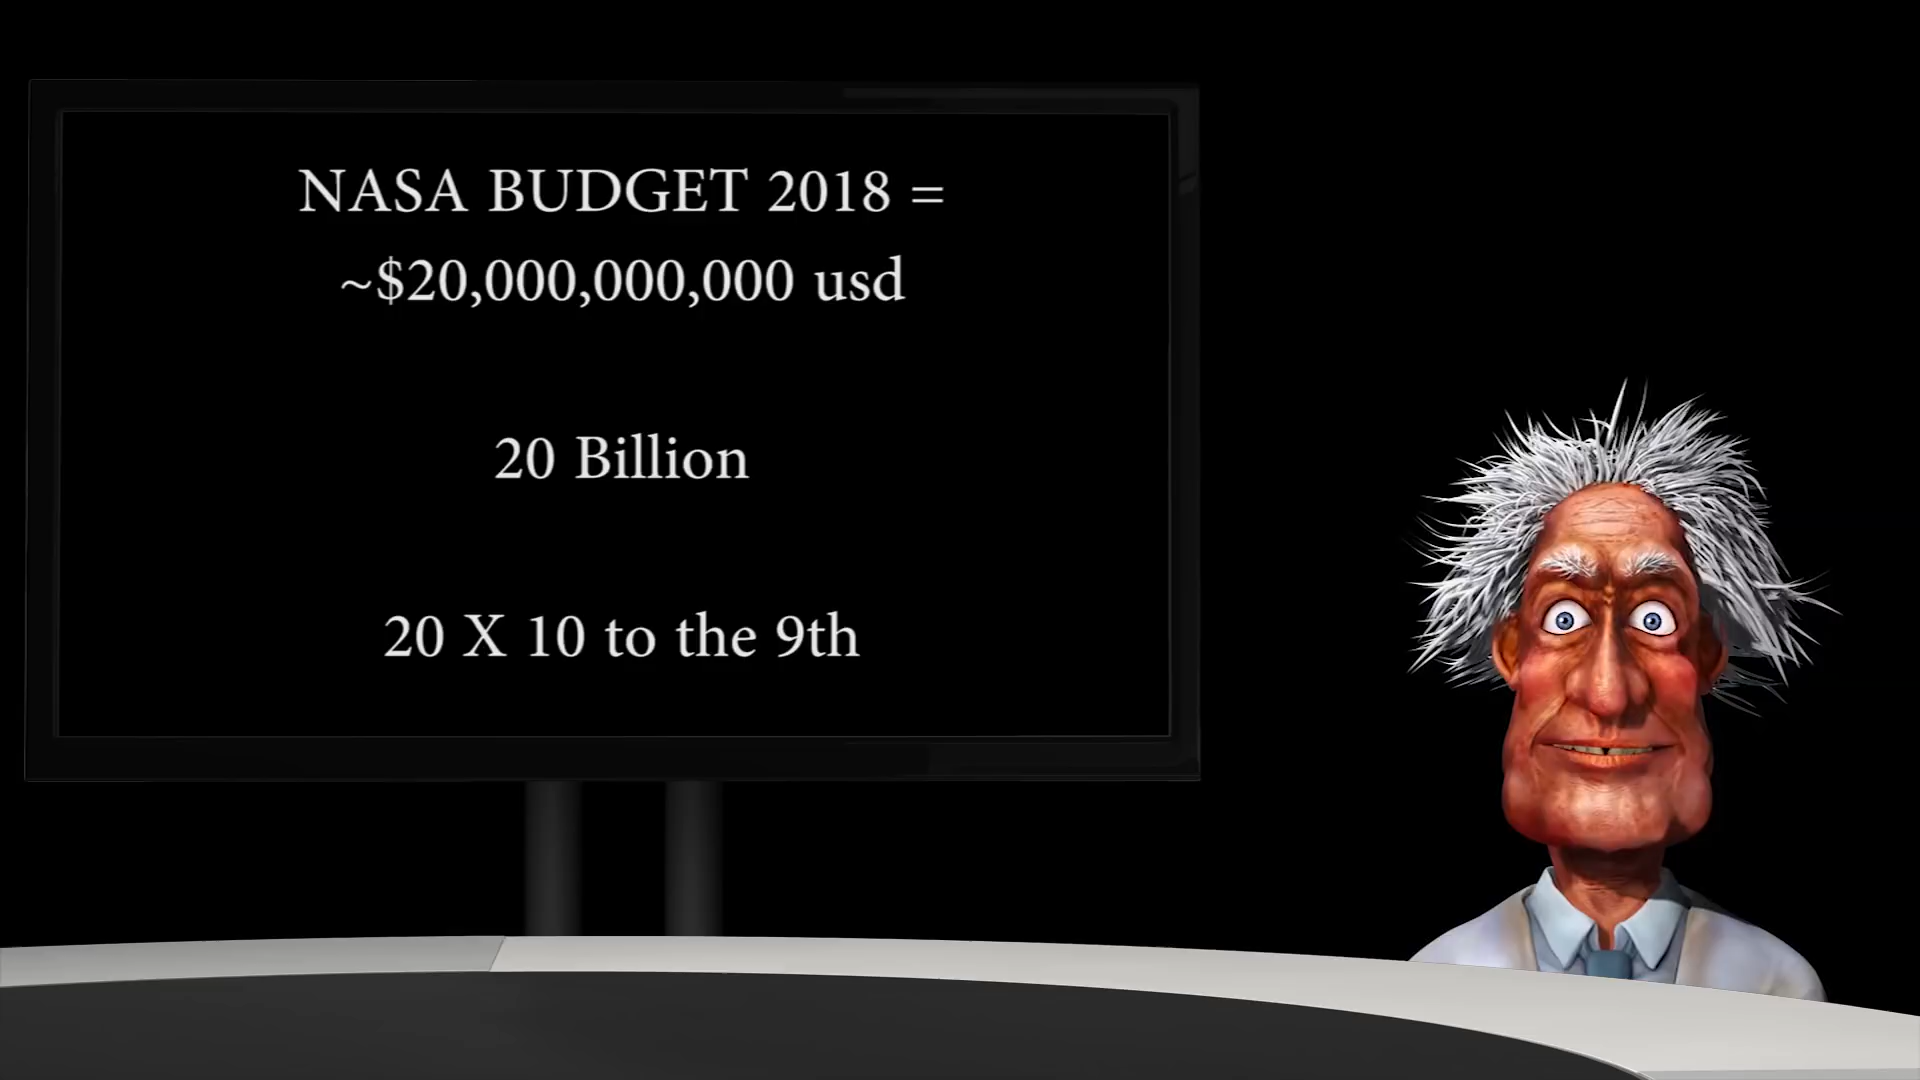 NASA BUDGET 2018 =
~$20,000,000,000 usd
20 Billion
20 X 10 to the 9th